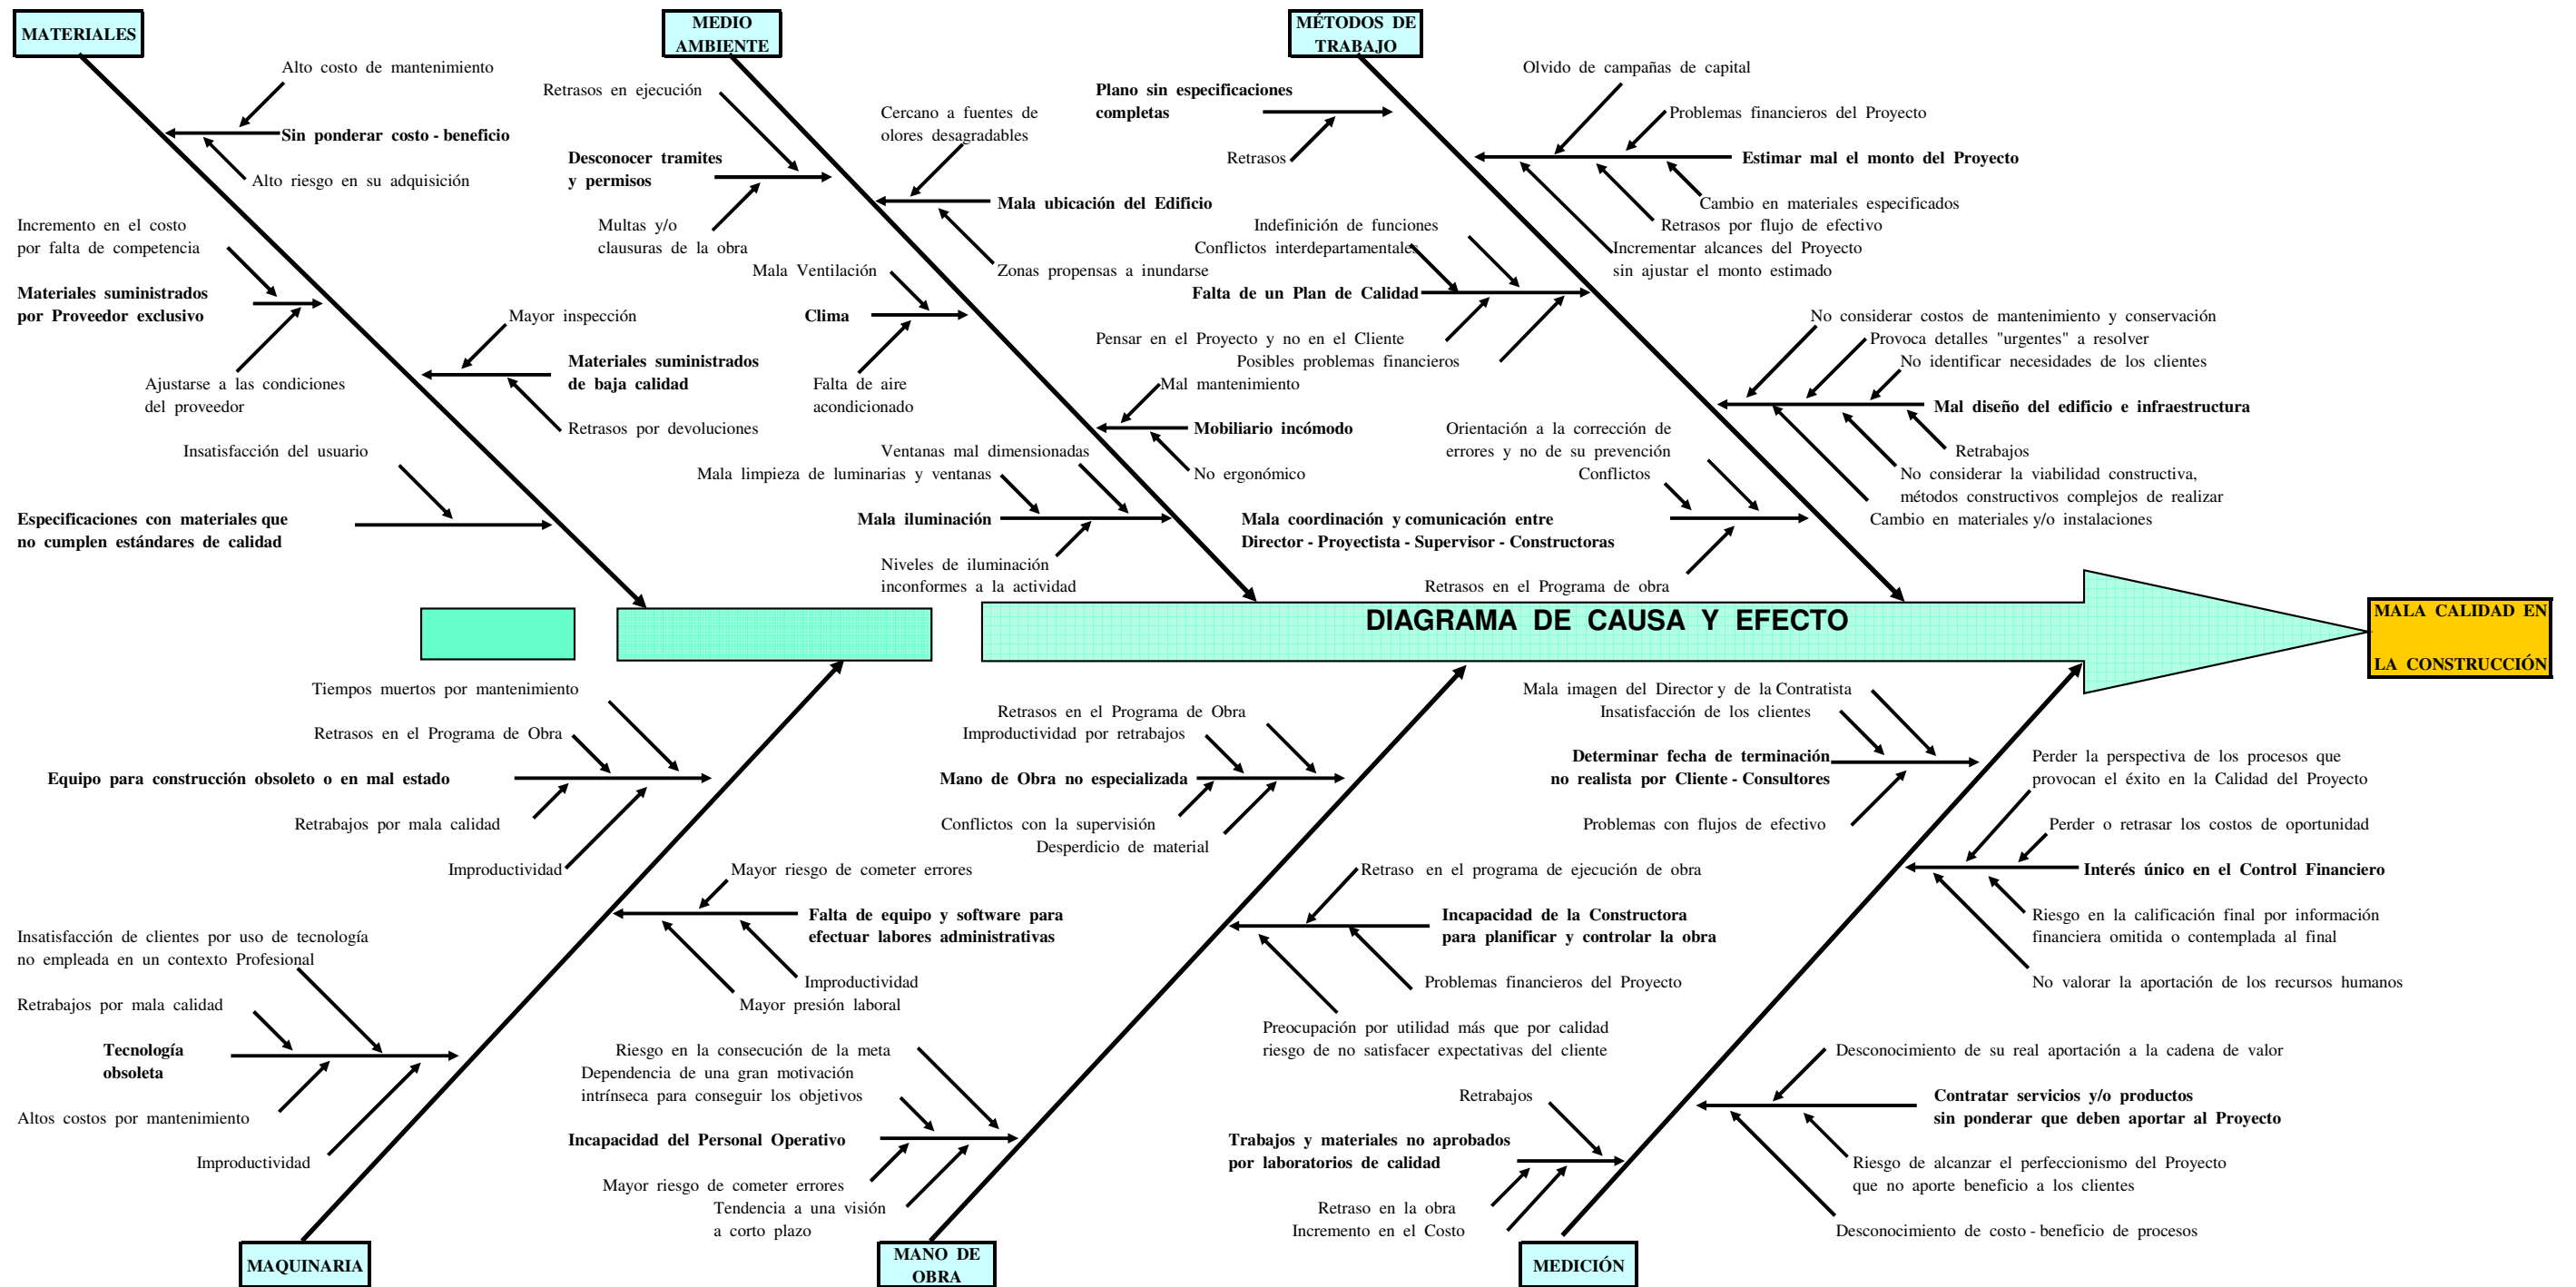 MATERIALES
MEDIO
AMBIENTE
MÉTODOS DE
TRABAJO
Alto costo de mantenimiento
Sin ponderar costo - beneficio
Alto riesgo en su adquisición
Incremento en el costo
por falta de competencia
Materiales suministrados
por Proveedor exclusivo
Ajustarse a las condiciones
del proveedor
Mayor inspección
Materiales suministrados
de baja calidad
Retrasos por devoluciones
Insatisfacción del usuario
Especificaciones con materiales que
no cumplen estándares de calidad
Retrasos en ejecución
Desconocer tramites
y permisos
Multas y/o
clausuras de la obra
Cercano a fuentes de
olores desagradables
Mala ubicación del Edificio
Zonas propensas a inundarse
Mala Ventilación
Clima
Falta de aire
acondicionado
Mal mantenimiento
Mobiliario incómodo
No ergonómico
Ventanas mal dimensionadas
Mala limpieza de luminarias y ventanas
Mala iluminación
Niveles de iluminación
inconformes a la actividad
Plano sin especificaciones
completas
Retrasos
Olvido de campañas de capital
Problemas financieros del Proyecto
Estimar mal el monto del Proyecto
Cambio en materiales especificados
Retrasos por flujo de efectivo
Incrementar alcances del Proyecto
sin ajustar el monto estimado
Indefinición de funciones
Conflictos interdepartamentales
Falta de un Plan de Calidad
Pensar en el Proyecto y no en el Cliente
Posibles problemas financieros
No considerar costos de mantenimiento y conservación
Provoca detalles "urgentes" a resolver
No identificar necesidades de los clientes
Mal diseño del edificio e infraestructura
Retrabajos
No considerar la viabilidad constructiva,
métodos constructivos complejos de realizar
Cambio en materiales y/o instalaciones
Orientación a la corrección de
errores y no de su prevención
Conflictos
Mala coordinación y comunicación entre
Director - Proyectista - Supervisor - Constructoras
Retrasos en el Programa de obra
DIAGRAMA DE CAUSA Y EFECTO
MALA CALIDAD EN
LA CONSTRUCCIÓN
Tiempos muertos por mantenimiento
Retrasos en el Programa de Obra
Equipo para construcción obsoleto o en mal estado
Retrabajos por mala calidad
Improductividad
Mayor riesgo de cometer errores
Falta de equipo y software para
efectuar labores administrativas
Improductividad
Mayor presión laboral
Insatisfacción de clientes por uso de tecnología
no empleada en un contexto Profesional
Retrabajos por mala calidad
Tecnología
obsoleta
Altos costos por mantenimiento
Improductividad
Retrasos en el Programa de Obra
Improductividad por retrabajos
Mano de Obra no especializada
Conflictos con la supervisión
Desperdicio de material
Retraso en el programa de ejecución de obra
Incapacidad de la Constructora
para planificar y controlar la obra
Problemas financieros del Proyecto
Preocupación por utilidad más que por calidad
riesgo de no satisfacer expectativas del cliente
Riesgo en la consecución de la meta
Dependencia de una gran motivación
intrínseca para conseguir los objetivos
Incapacidad del Personal Operativo
Mayor riesgo de cometer errores
Tendencia a una visión
a corto plazo
Mala imagen del Director y de la Contratista
Insatisfacción de los clientes
Determinar fecha de terminación
no realista por Cliente - Consultores
Problemas con flujos de efectivo
Perder la perspectiva de los procesos que
provocan el éxito en la Calidad del Proyecto
Perder o retrasar los costos de oportunidad
Interés único en el Control Financiero
Riesgo en la calificación final por información
financiera omitida o contemplada al final
No valorar la aportación de los recursos humanos
Retrabajos
Trabajos y materiales no aprobados
por laboratorios de calidad
Retraso en la obra
Incremento en el Costo
Desconocimiento de su real aportación a la cadena de valor
Contratar servicios y/o productos
sin ponderar que deben aportar al Proyecto
Riesgo de alcanzar el perfeccionismo del Proyecto
que no aporte beneficio a los clientes
Desconocimiento de costo - beneficio de procesos
MAQUINARIA
MANO DE
OBRA
MEDICIÓN